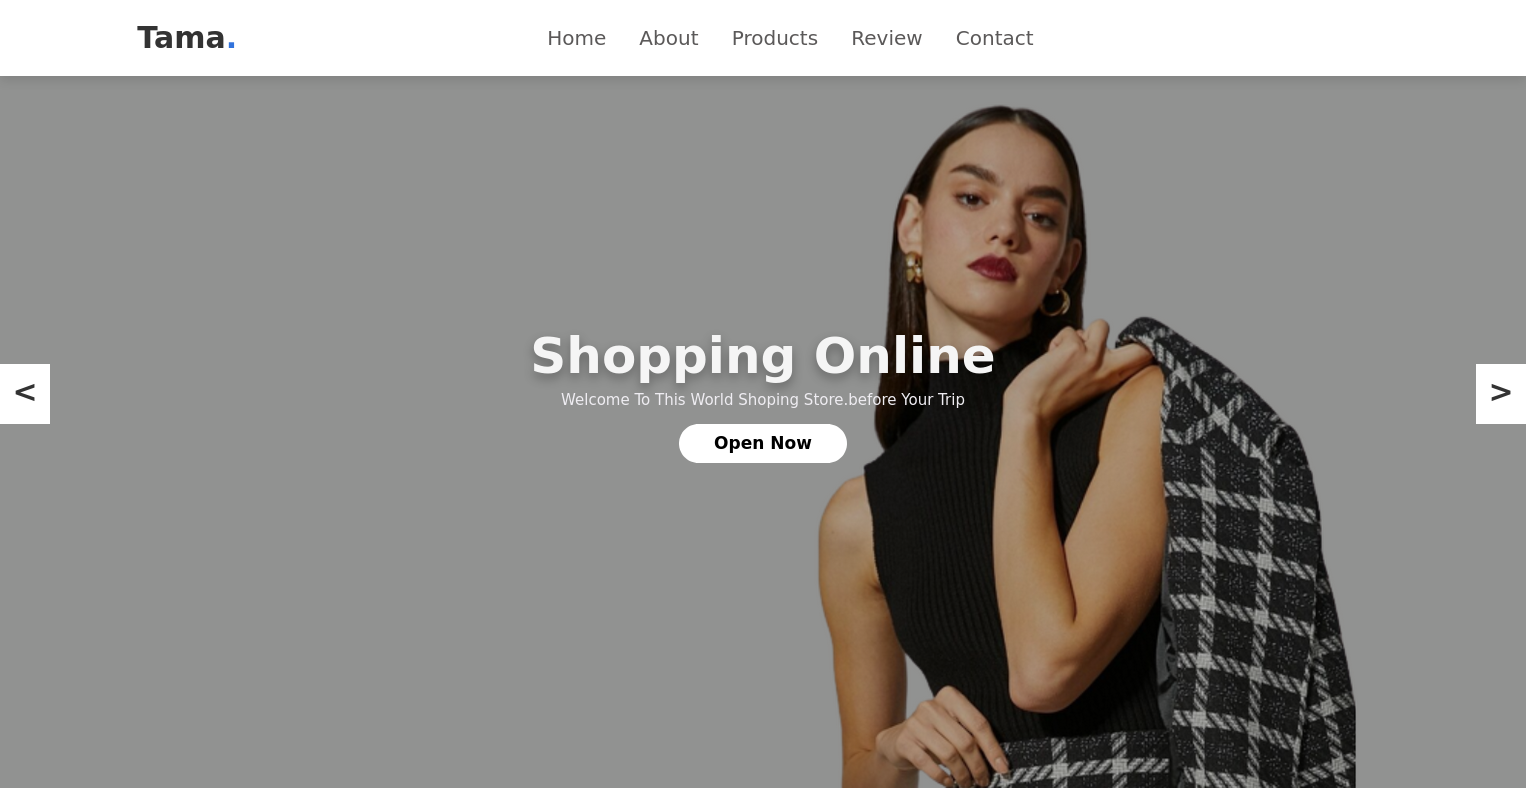 Tama.
Home About Products Review Contact
Shopping Online
Welcome To This World Shoping Store.before Your Trip
Open Now
<
>